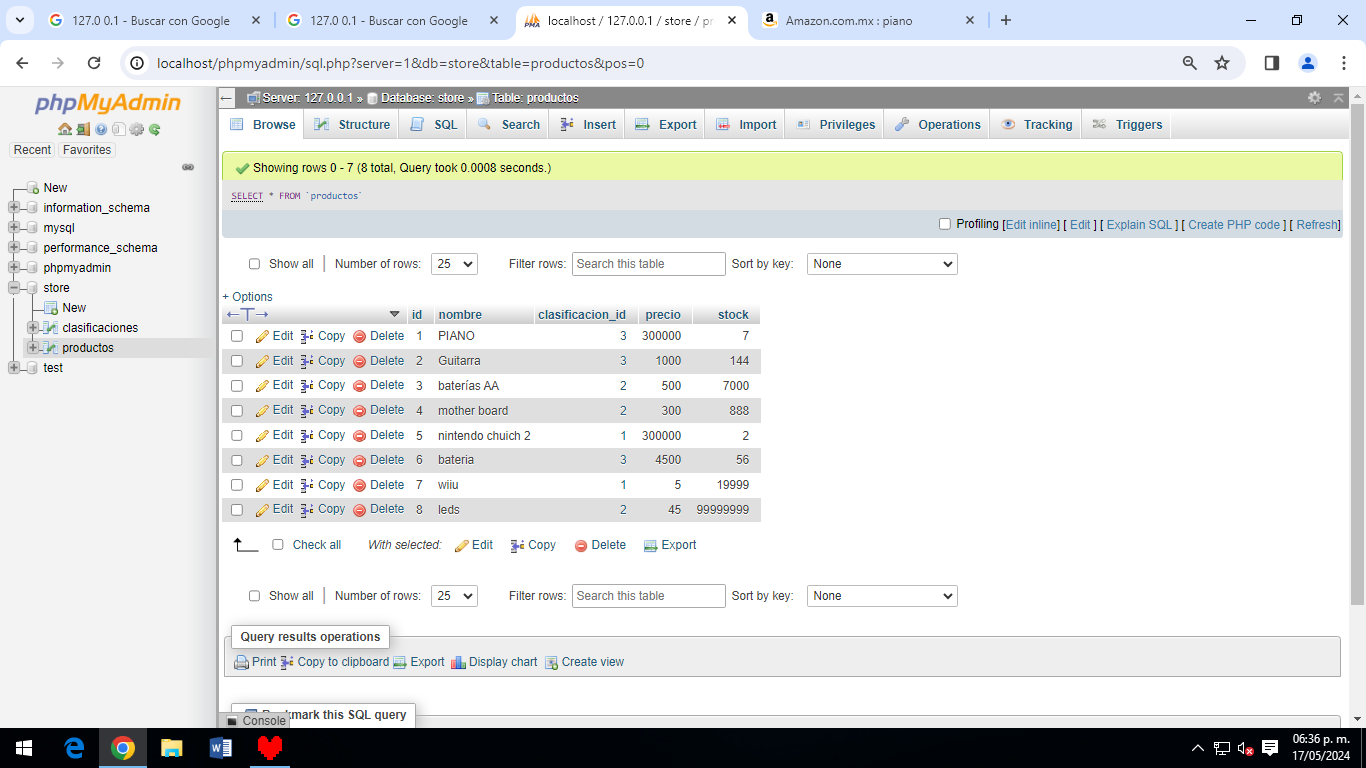 127.0 0.1 - Buscar con Google
127.0 0.1 - Buscar con Google
localhost / 127.0.0.1 / store / pr
Amazon.com.mx : piano
localhost/phpmyadmin/sql.php?server=1&db=store&table=productos&pos=0
phpMyAdmin
Recent Favorites
New
information_schema
mysql
performance_schema
phpmyadmin
store
New
clasificaciones
productos
test
Server: 127.0.0.1 » Database: store » Table: productos
Browse Structure SQL Search Insert Export Import Privileges Operations Tracking Triggers
Showing rows 0 - 7 (8 total, Query took 0.0008 seconds.)
SELECT * FROM `productos`
Profiling [Edit inline] [ Edit ] [ Explain SQL ] [ Create PHP code ] [ Refresh]
Show all | Number of rows: 25 Filter rows: Search this table Sort by key: None
+ Options
←T→ id nombre clasificacion_id precio stock
Edit Copy Delete 1 PIANO 3 300000 7
Edit Copy Delete 2 Guitarra 3 1000 144
Edit Copy Delete 3 baterías AA 2 500 7000
Edit Copy Delete 4 mother board 2 300 888
Edit Copy Delete 5 nintendo chuich 2 1 300000 2
Edit Copy Delete 6 bateria 3 4500 56
Edit Copy Delete 7 wiiu 1 5 19999
Edit Copy Delete 8 leds 2 45 99999999
Check all With selected: Edit Copy Delete Export
Show all | Number of rows: 25 Filter rows: Search this table Sort by key: None
Query results operations
Print Copy to clipboard Export Display chart Create view
this SQL query
Console
06:36 p. m.
17/05/2024